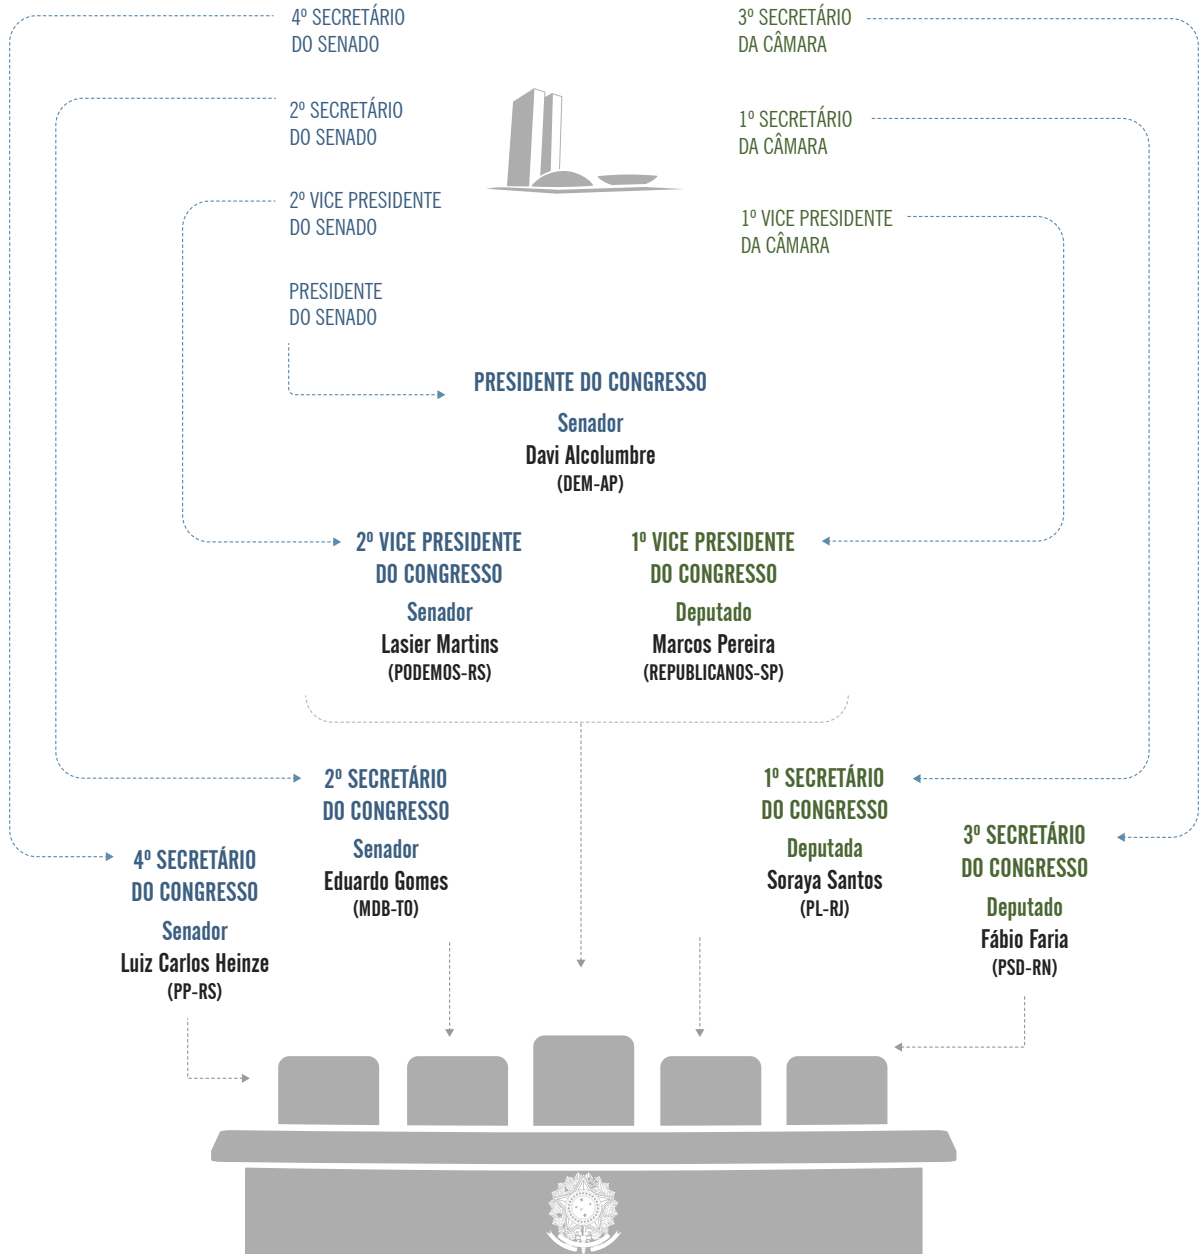 4º SECRETÁRIO
DO SENADO
3º SECRETÁRIO
DA CÂMARA
2º SECRETÁRIO
DO SENADO
1º SECRETÁRIO
DA CÂMARA
2º VICE PRESIDENTE
DO SENADO
1º VICE PRESIDENTE
DA CÂMARA
PRESIDENTE
DO SENADO
PRESIDENTE DO CONGRESSO
Senador
Davi Alcolumbre
(DEM-AP)
2º VICE PRESIDENTE
DO CONGRESSO
Senador
Lasier Martins
(PODEMOS-RS)
1º VICE PRESIDENTE
DO CONGRESSO
Deputado
Marcos Pereira
(REPUBLICANOS-SP)
2º SECRETÁRIO
DO CONGRESSO
Senador
Eduardo Gomes
(MDB-TO)
1º SECRETÁRIO
DO CONGRESSO
Deputada
Soraya Santos
(PL-RJ)
4º SECRETÁRIO
DO CONGRESSO
Senador
Luiz Carlos Heinze
(PP-RS)
3º SECRETÁRIO
DO CONGRESSO
Deputado
Fábio Faria
(PSD-RN)